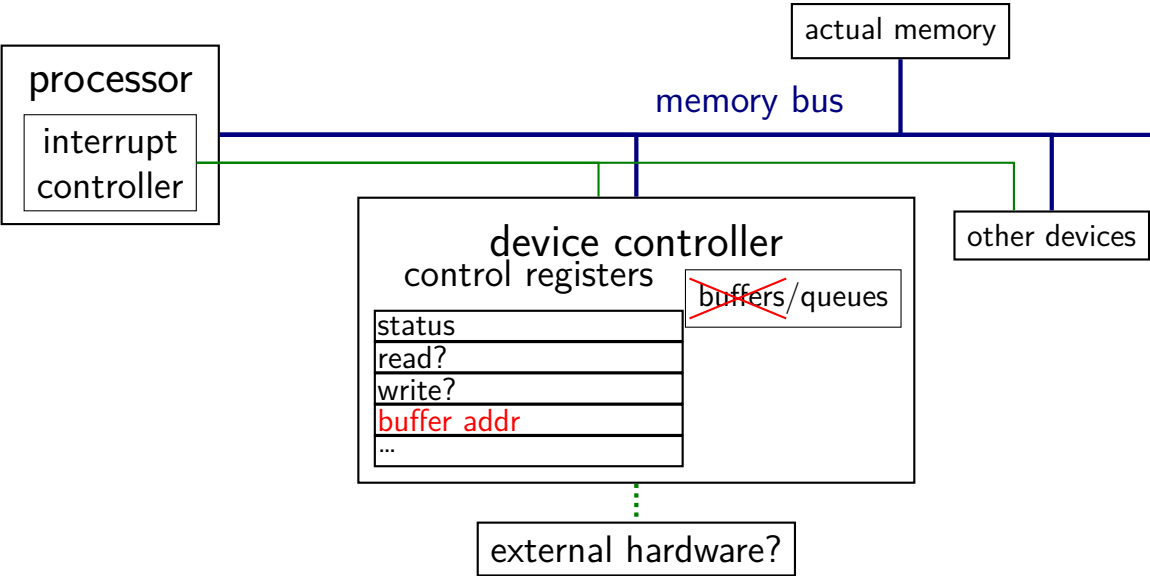 actual memory
processor
memory bus
interrupt
controller
other devices
device controller
control registers
buffers/queues
status
read?
write?
buffer addr
...
external hardware?